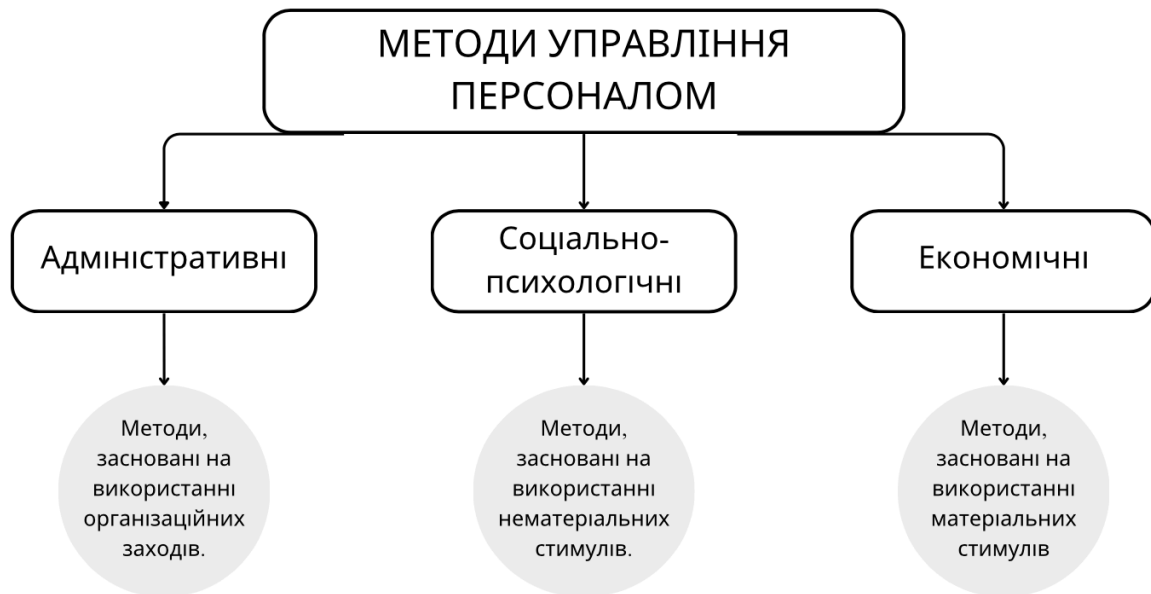 МЕТОДИ УПРАВЛІННЯ
ПЕРСОНАЛОМ
Адміністративні
Соціально-
психологічні
Економічні
Методи,
засновані на
використанні
організаційних
заходів.
Методи,
засновані на
використанні
нематеріальних
стимулів.
Методи,
засновані на
використанні
матеріальних
стимулів